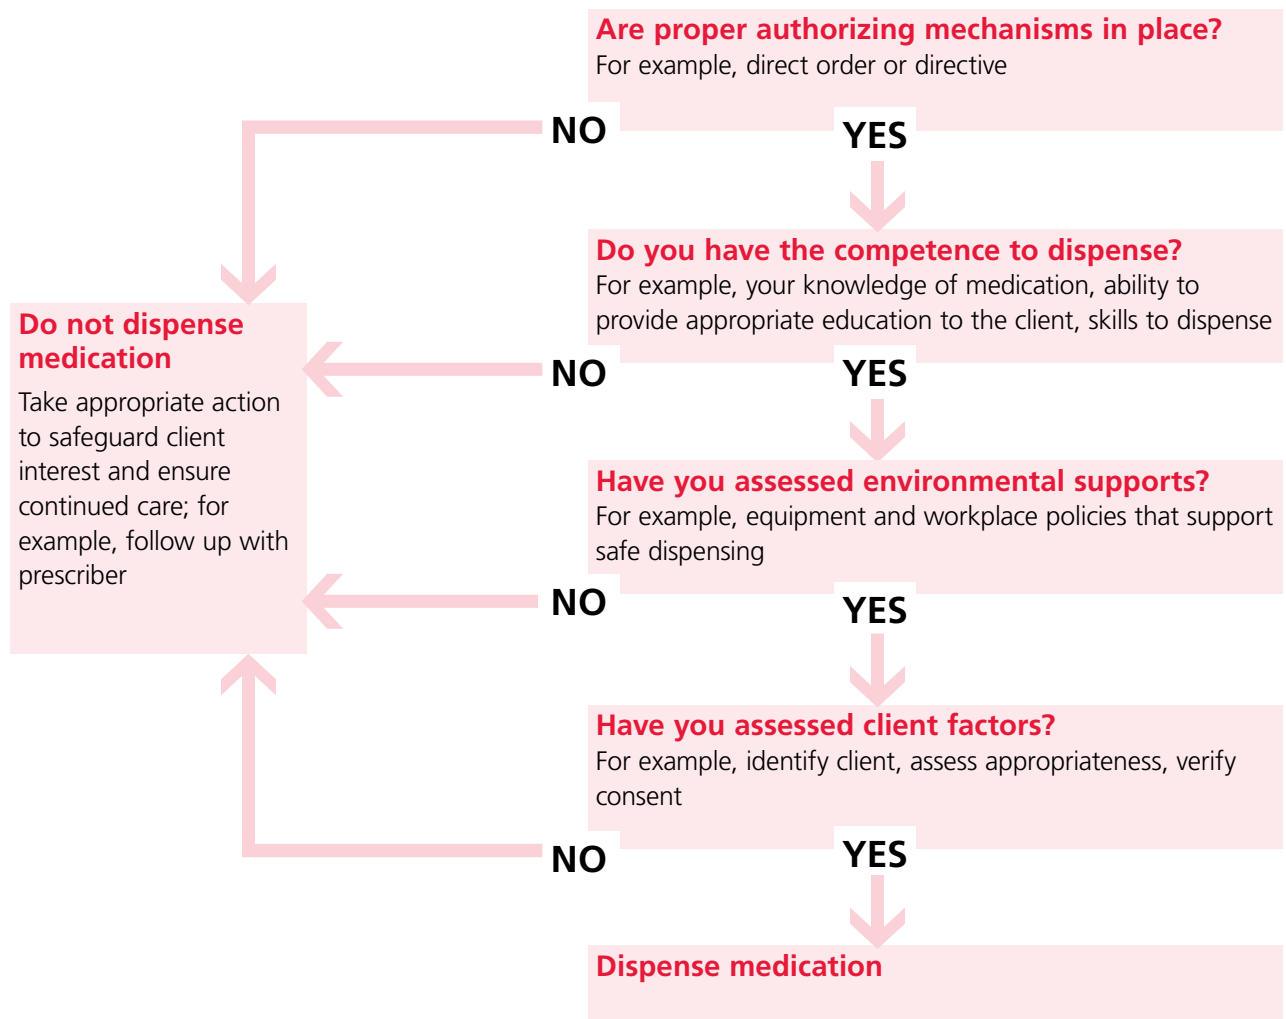 Are proper authorizing mechanisms in place?
For example, direct order or directive
NO
YES
Do you have the competence to dispense?
For example, your knowledge of medication, ability to
provide appropriate education to the client, skills to dispense
Do not dispense
medication
Take appropriate action
to safeguard client
interest and ensure
continued care; for
example, follow up with
prescriber
NO
YES
Have you assessed environmental supports?
For example, equipment and workplace policies that support
safe dispensing
NO
YES
Have you assessed client factors?
For example, identify client, assess appropriateness, verify
consent
NO
YES
Dispense medication